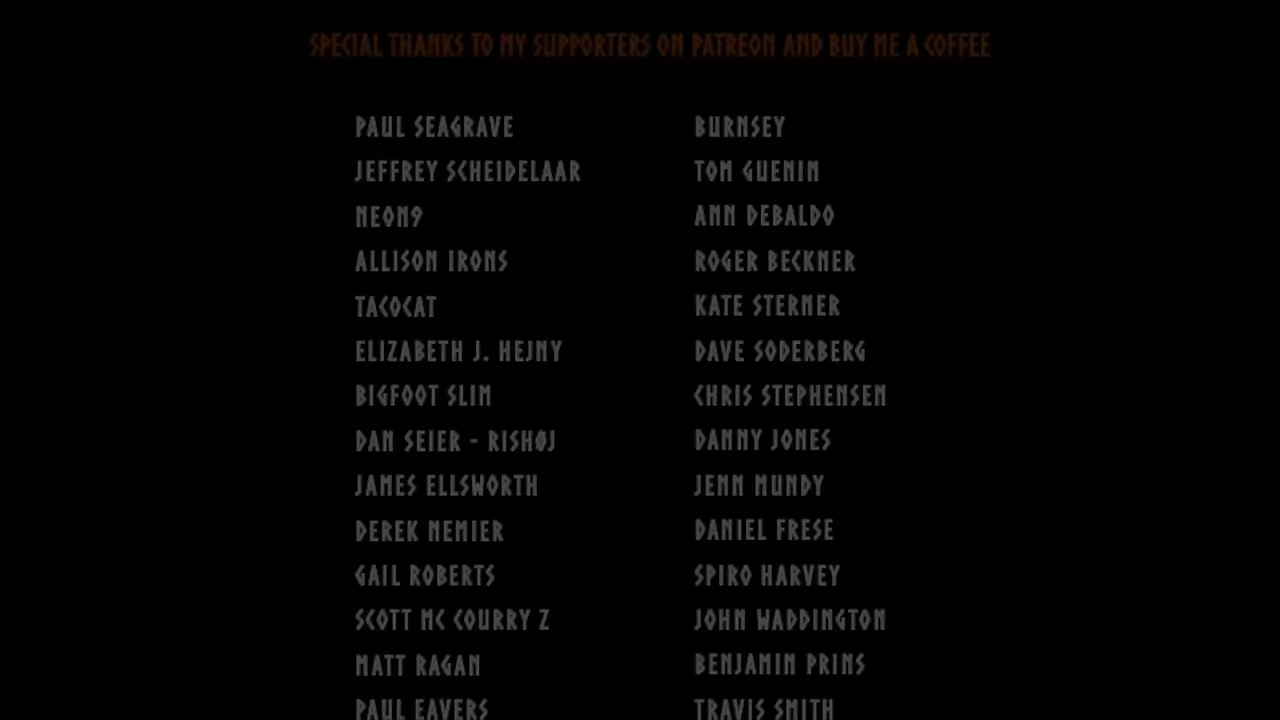 SPECIAL THANKS TO MY SUPPORTERS ON PATREON AND BUY ME A COFFEE
PAUL SEAGRAVE
JEFFREY SCHEIDELAAR
NEON9
ALLISON IRONS
TACOCAT
ELIZABETH J. HEJNY
BIGFOOT SLIM
DAN SEIER - RISHØJ
JAMES ELLSWORTH
DEREK NEMIER
GAIL ROBERTS
SCOTT MC COURRY Z
MATT RAGAN
PAUL EAVERS
BURNSEY
TOM GUENIN
ANN DEBALDO
ROGER BECKNER
KATE STERNER
DAVE SODERBERG
CHRIS STEPHENSEN
DANNY JONES
JENN MUNDY
DANIEL FRESE
SPIRO HARVEY
JOHN WADDINGTON
BENJAMIN PRINS
TRAVIS SMITH